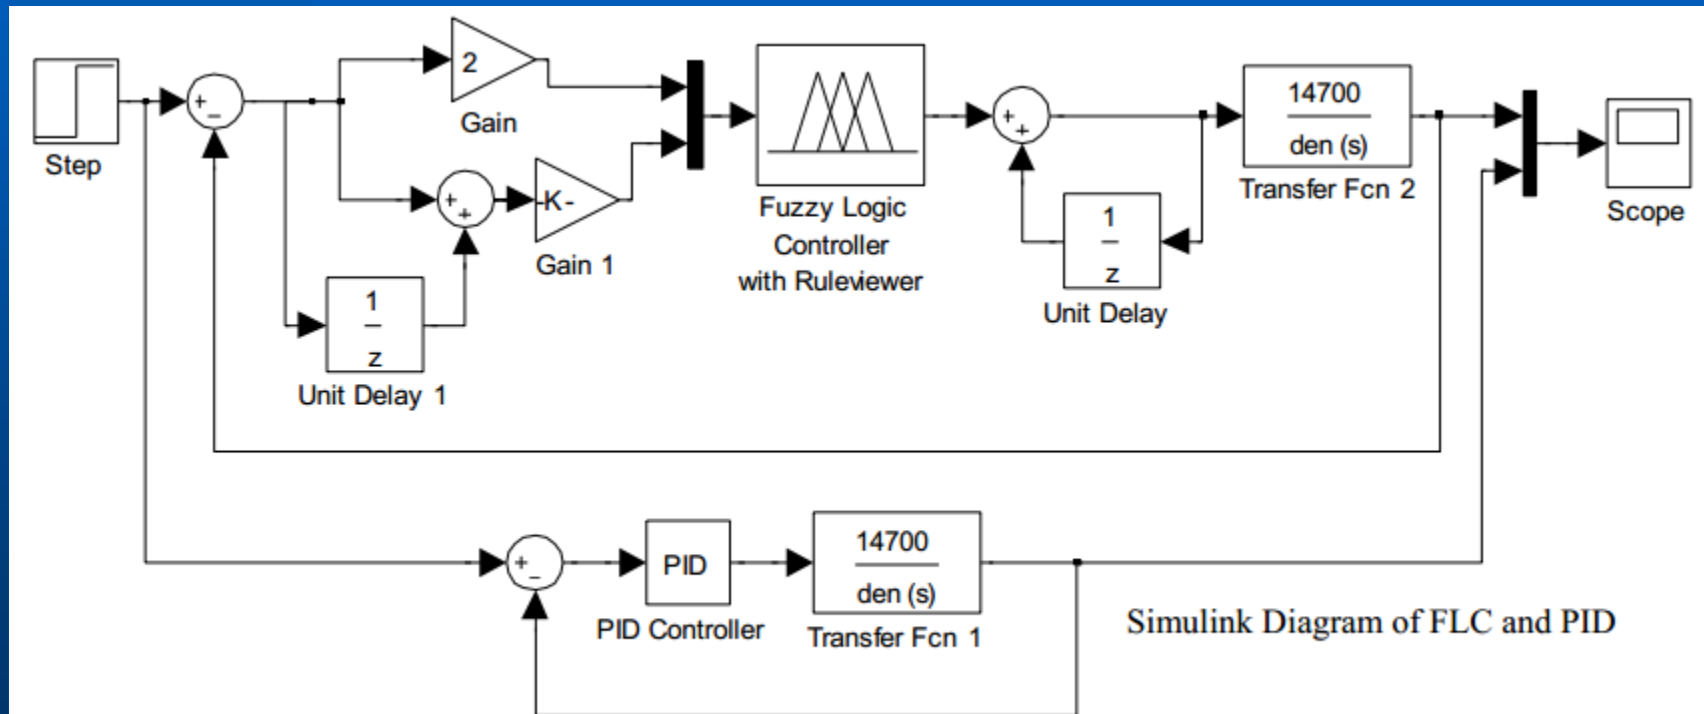 Step
+
−
2
Gain
+
+
-K-
Gain 1
1
z
Unit Delay 1
Fuzzy Logic
Controller
with Ruleviewer
+
+
1
z
Unit Delay
14700
den (s)
Transfer Fcn 2
Scope
+
−
PID
PID Controller
14700
den (s)
Transfer Fcn 1
Simulink Diagram of FLC and PID